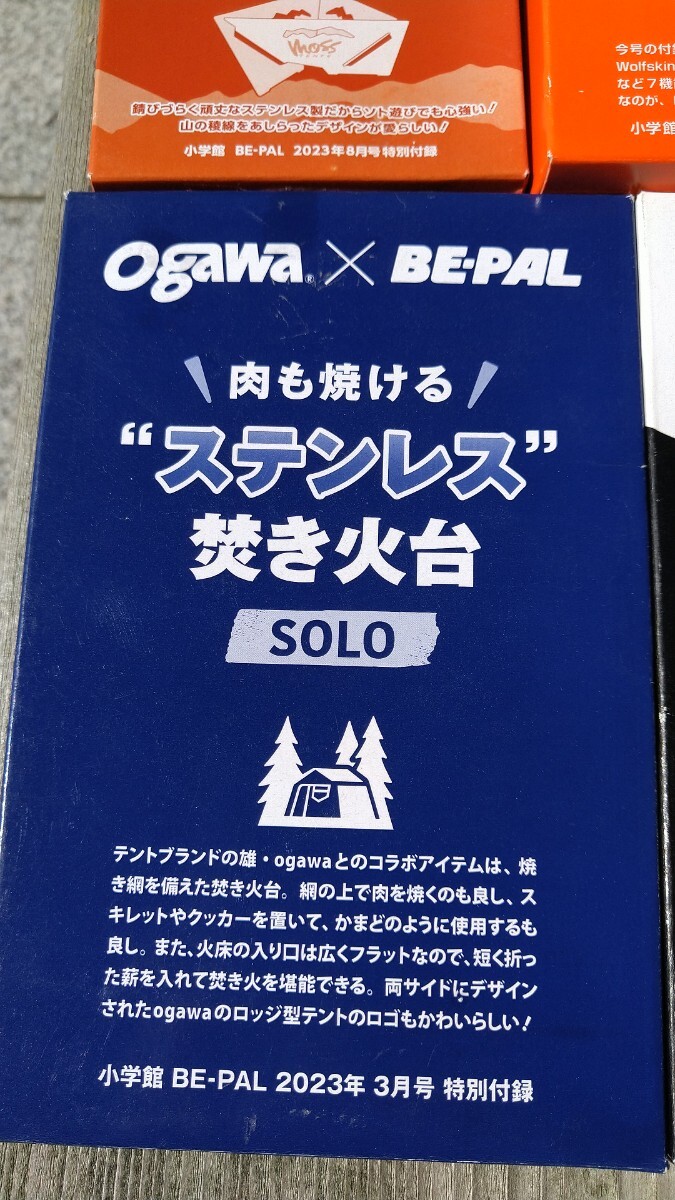 moss
錆びづらく頑丈なステンレス製だからソト遊びでも心強い!
山の稜線をあしらったデザインが愛らしい!
小学館 BE-PAL 2023年8月号特別付録
今号の付
Wolfskin
など7機
なのが、
小学館
Ogawa® × BE-PAL
\ 肉も焼ける /
“ステンレス”
焚き火台
SOLO
テントブランドの雄・ogawaとのコラボアイテムは、焼
き網を備えた焚き火台。網の上で肉を焼くのも良し、ス
キレットやクッカーを置いて、かまどのように使用するも
良し。また、火床の入り口は広くフラットなので、短く折っ
た薪を入れて焚き火を堪能できる。両サイドにデザイン
されたogawaのロッジ型テントのロゴもかわいらしい!
小学館 BE-PAL 2023年 3月号 特別付録